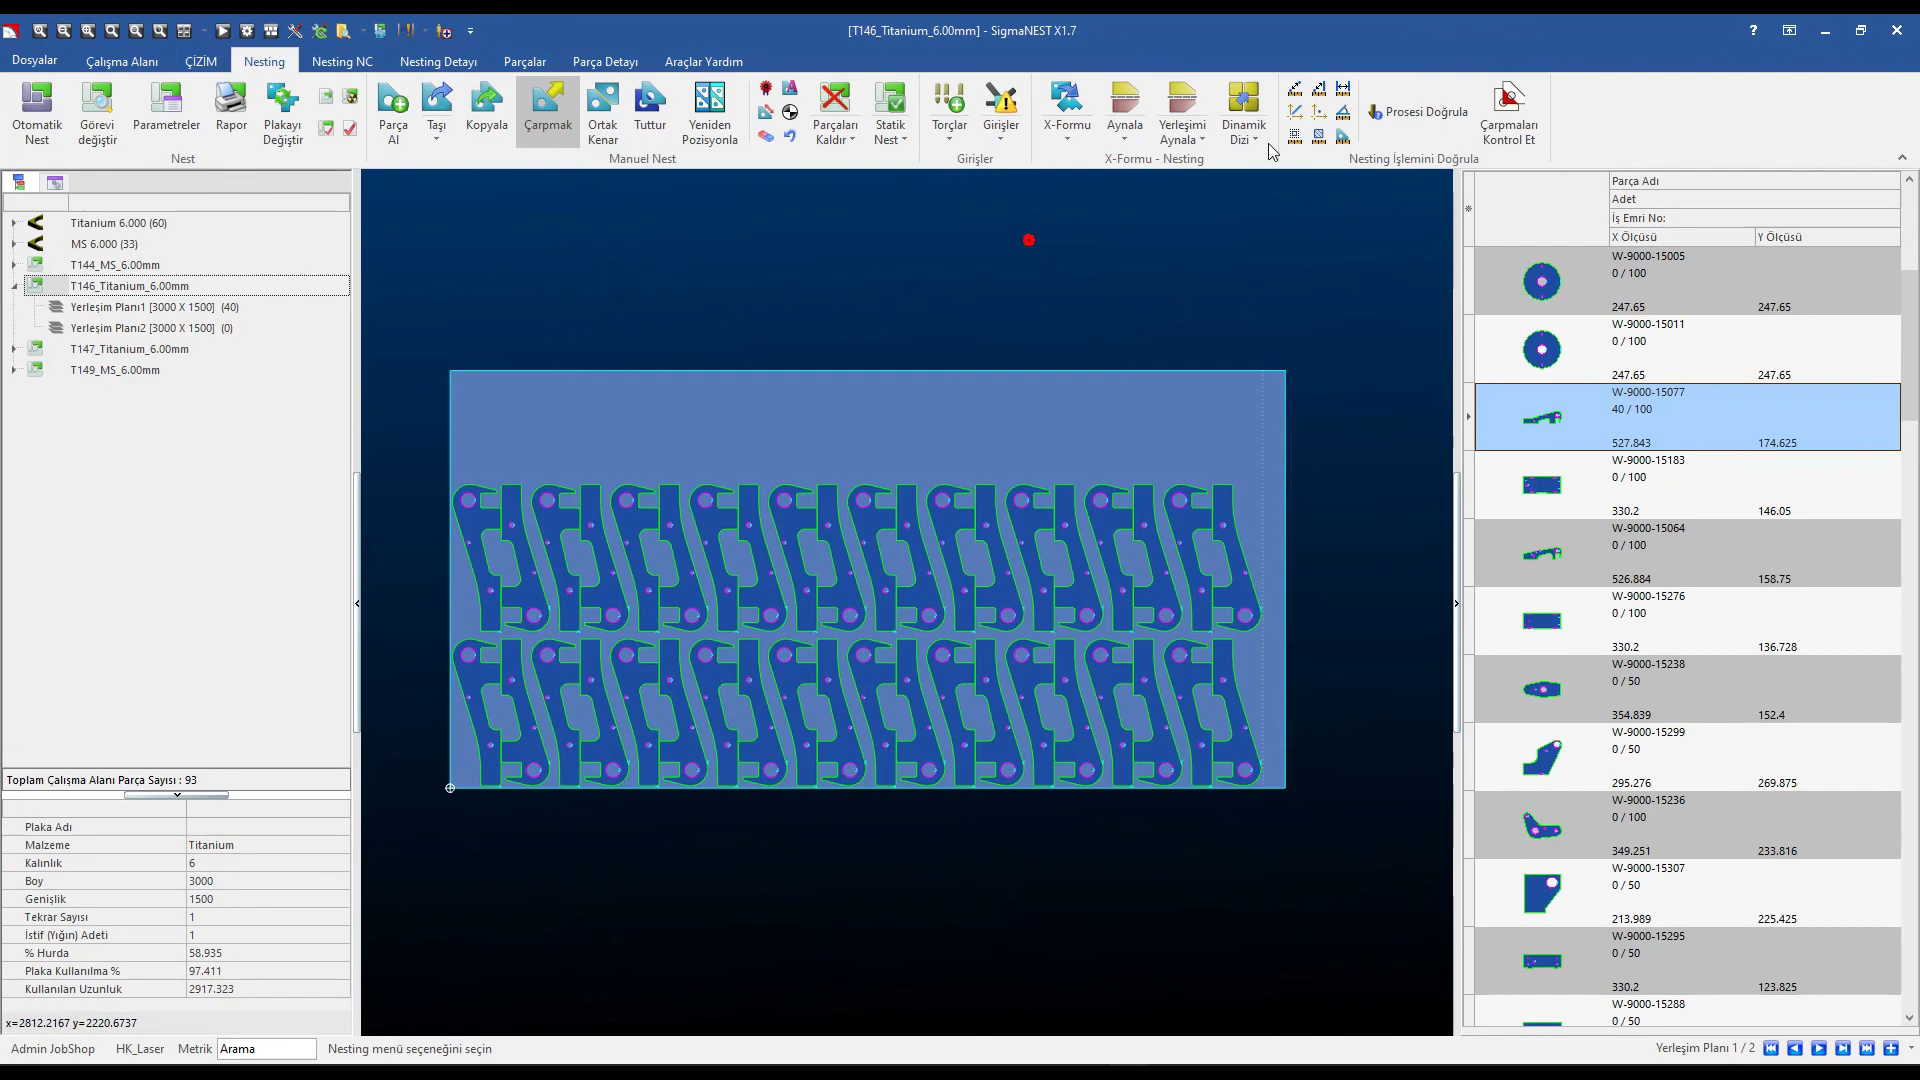 [T146_Titanium_6.00mm] - SigmaNEST X1.7
Dosyalar Çalışma Alanı ÇİZİM Nesting Nesting NC Nesting Detayı Parçalar Parça Detayı Araçlar Yardım
Otomatik Nest
Görevi değiştir
Parametreler
Rapor
Plakayı Değiştir
Nest
Parça Al
Taşı
Kopyala
Çarpmak
Ortak Kenar
Tuttur
Yeniden Pozisyonla
Parçaları Kaldır
Statik Nest
Manuel Nest
Torçlar
Girişler
Girişler
X-Formu
Aynala
Yerleşimi Aynala
Dinamik Dizi
X-Formu - Nesting
Prosesi Doğrula
Çarpmaları Kontrol Et
Nesting İşlemini Doğrula
Titanium 6.000 (60)
MS 6.000 (33)
T144_MS_6.00mm
T146_Titanium_6.00mm
Yerleşim Planı1 [3000 X 1500] (40)
Yerleşim Planı2 [3000 X 1500] (0)
T147_Titanium_6.00mm
T149_MS_6.00mm
Toplam Çalışma Alanı Parça Sayısı : 93
Plaka Adı
Malzeme Titanium
Kalınlık 6
Boy 3000
Genişlik 1500
Tekrar Sayısı 1
İstif (Yığın) Adeti 1
% Hurda 58.935
Plaka Kullanılma % 97.411
Kullanılan Uzunluk 2917.323
x=2812.2167 y=2220.6737
Parça Adı
Adet
İş Emri No:
X Ölçüsü Y Ölçüsü
W-9000-15005
0 / 100
247.65 247.65
W-9000-15011
0 / 100
247.65 247.65
W-9000-15077
40 / 100
527.843 174.625
W-9000-15183
0 / 100
330.2 146.05
W-9000-15064
0 / 100
526.884 158.75
W-9000-15276
0 / 100
330.2 136.728
W-9000-15238
0 / 50
354.839 152.4
W-9000-15299
0 / 50
295.276 269.875
W-9000-15236
0 / 100
349.251 233.816
W-9000-15307
0 / 50
213.989 225.425
W-9000-15295
0 / 50
330.2 123.825
W-9000-15288
0 / 50
Admin JobShop HK_Laser Metrik Arama Nesting menü seçeneğini seçin
Yerleşim Planı 1 / 2